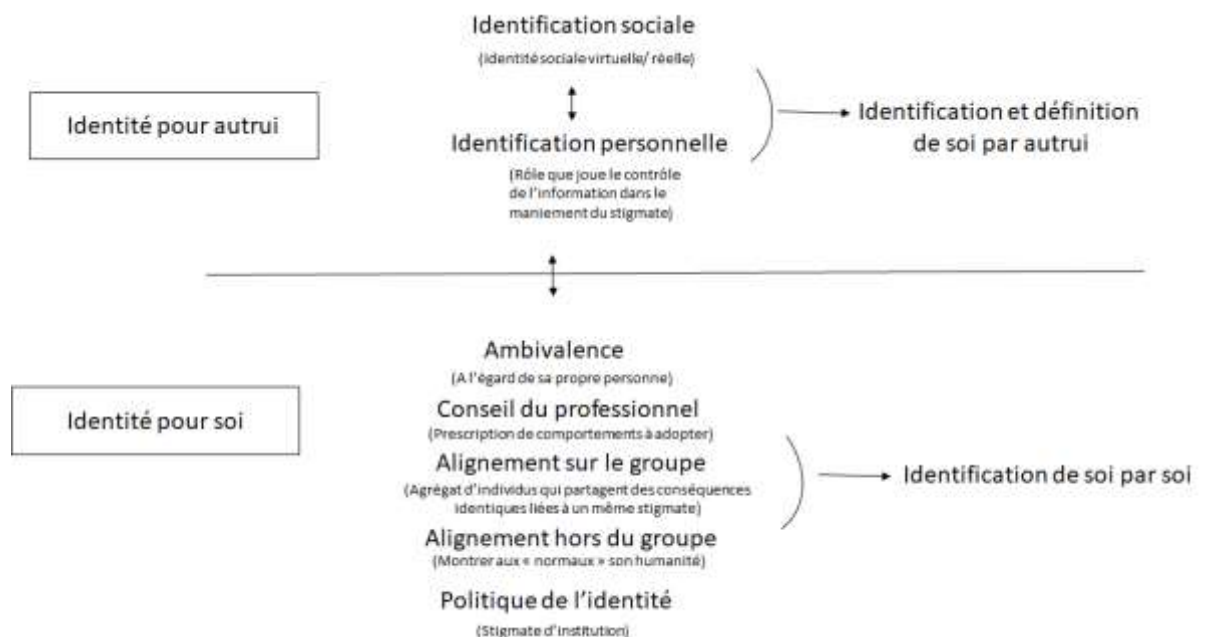 Identification sociale
(Identité sociale virtuelle/ réelle)
Identité pour autrui
Identification personnelle
(Rôle que joue le contrôle
de l'information dans le
maniement du stigmate)
Identification et définition
de soi par autrui
Ambivalence
(A l'égard de sa propre personne)
Identité pour soi
Conseil du professionnel
(Prescription de comportements à adopter)
Alignement sur le groupe
(Agrégat d'individus qui partagent des conséquences
identiques liées à un même stigmate)
Alignement hors du groupe
(Montrer aux « normaux » son humanité)
Politique de l'identité
(Stigmate d'institution)
Identification de soi par soi